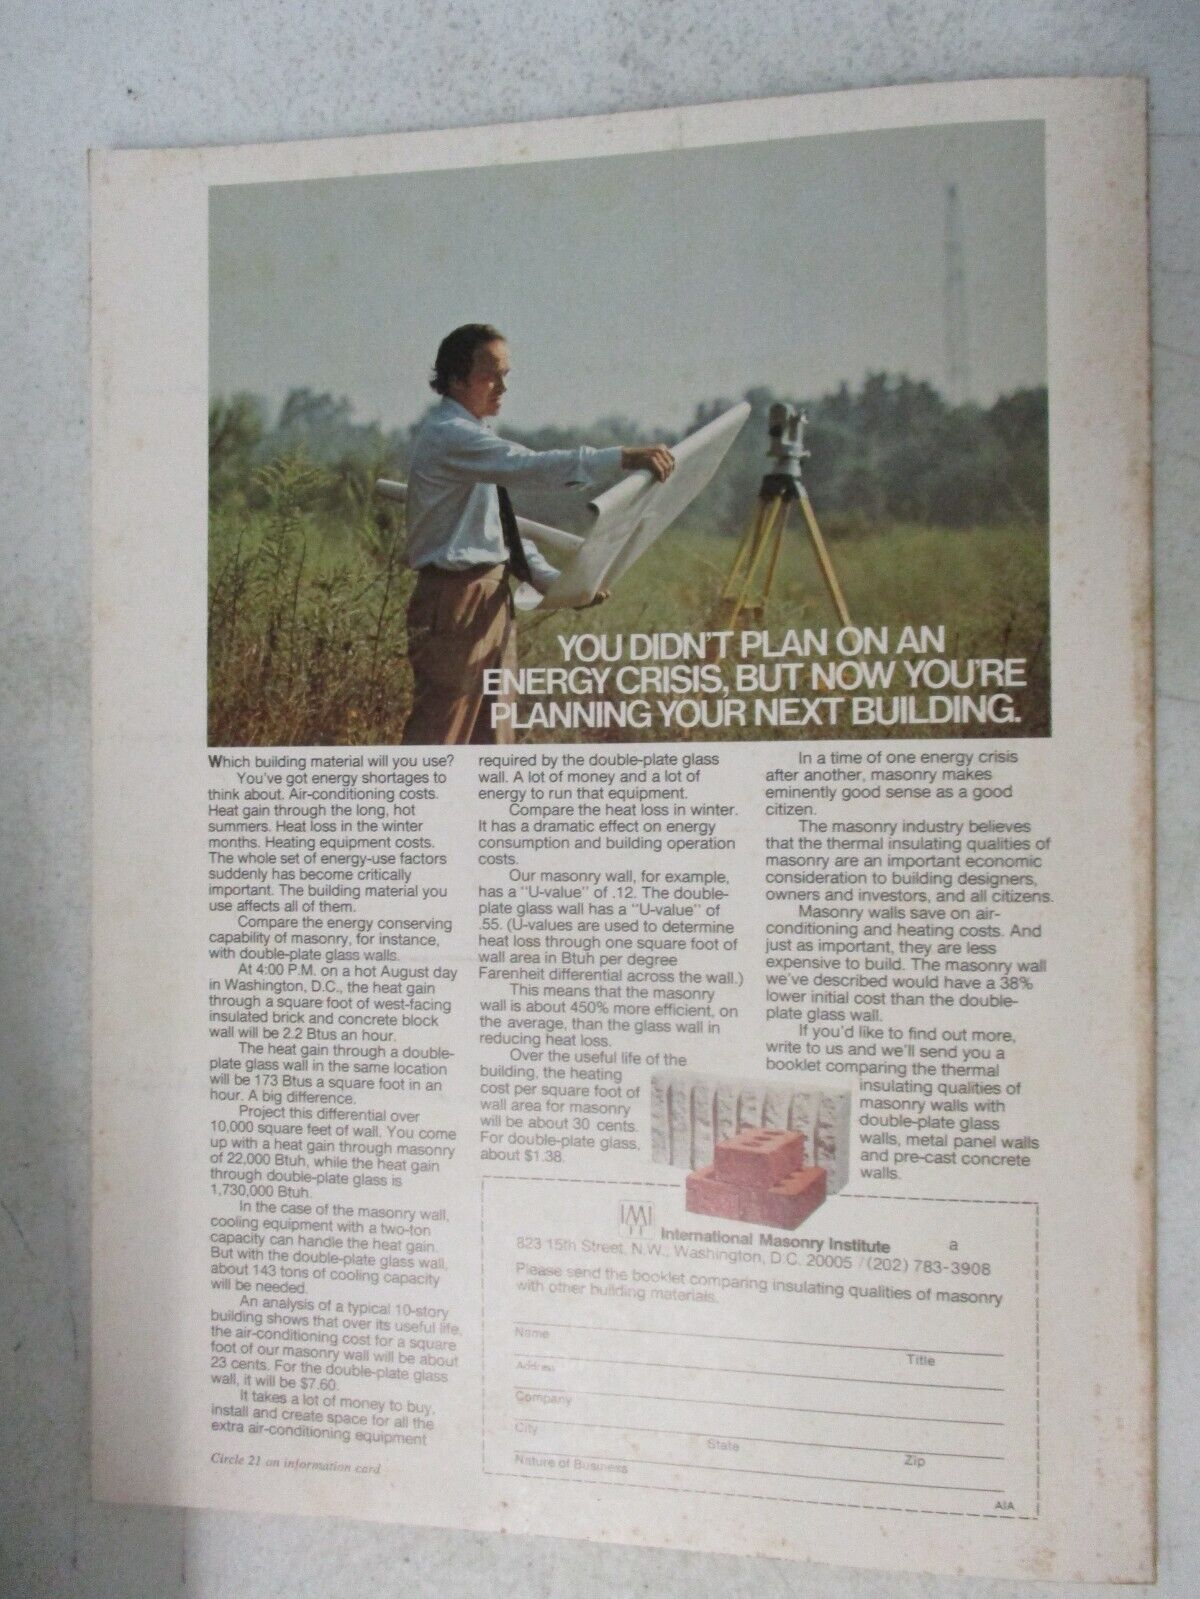 YOU DIDN'T PLAN ON AN
ENERGY CRISIS, BUT NOW YOU'RE
PLANNING YOUR NEXT BUILDING.
Which building material will you use?
You've got energy shortages to
think about. Air-conditioning costs.
Heat gain through the long, hot
summers. Heat loss in the winter
months. Heating equipment costs.
The whole set of energy-use factors
suddenly has become critically
important. The building material you
use affects all of them.
Compare the energy conserving
capability of masonry, for instance,
with double-plate glass walls.
At 4:00 P.M. on a hot August day
in Washington, D.C., the heat gain
through a square foot of west-facing
insulated brick and concrete block
wall will be 2.2 Btus an hour.
The heat gain through a double-
plate glass wall in the same location
will be 173 Btus a square foot in an
hour. A big difference.
Project this differential over
10,000 square feet of wall. You come
up with a heat gain through masonry
of 22,000 Btuh, while the heat gain
through double-plate glass is
1,730,000 Btuh.
In the case of the masonry wall,
cooling equipment with a two-ton
capacity can handle the heat gain.
But with the double-plate glass wall,
about 143 tons of cooling capacity
will be needed.
An analysis of a typical 10-story
building shows that over its useful life,
the air-conditioning cost for a square
foot of our masonry wall will be about
23 cents. For the double-plate glass
wall, it will be $7.60.
It takes a lot of money to buy,
install and create space for all the
extra air-conditioning equipment
Circle 21 on information card
required by the double-plate glass
wall. A lot of money and a lot of
energy to run that equipment.
Compare the heat loss in winter.
It has a dramatic effect on energy
consumption and building operation
costs.
Our masonry wall, for example,
has a "U-value" of .12. The double-
plate glass wall has a "U-value" of
.55. (U-values are used to determine
heat loss through one square foot of
wall area in Btuh per degree
Farenheit differential across the wall.)
This means that the masonry
wall is about 450% more efficient, on
the average, than the glass wall in
reducing heat loss.
Over the useful life of the
building, the heating
cost per square foot of
wall area for masonry
will be about 30 cents.
For double-plate glass,
about $1.38.
In a time of one energy crisis
after another, masonry makes
eminently good sense as a good
citizen.
The masonry industry believes
that the thermal insulating qualities of
masonry are an important economic
consideration to building designers,
owners and investors, and all citizens.
Masonry walls save on air-
conditioning and heating costs. And
just as important, they are less
expensive to build. The masonry wall
we've described would have a 38%
lower initial cost than the double-
plate glass wall.
If you'd like to find out more,
write to us and we'll send you a
booklet comparing the thermal
insulating qualities of
masonry walls with
double-plate glass
walls, metal panel walls
and pre-cast concrete
walls.
IMI International Masonry Institute a
823 15th Street, N.W., Washington, D.C. 20005 / (202) 783-3908
Please send the booklet comparing insulating qualities of masonry
with other building materials.
Name Title
Address
Company
City State Zip
Nature of Business
AIA